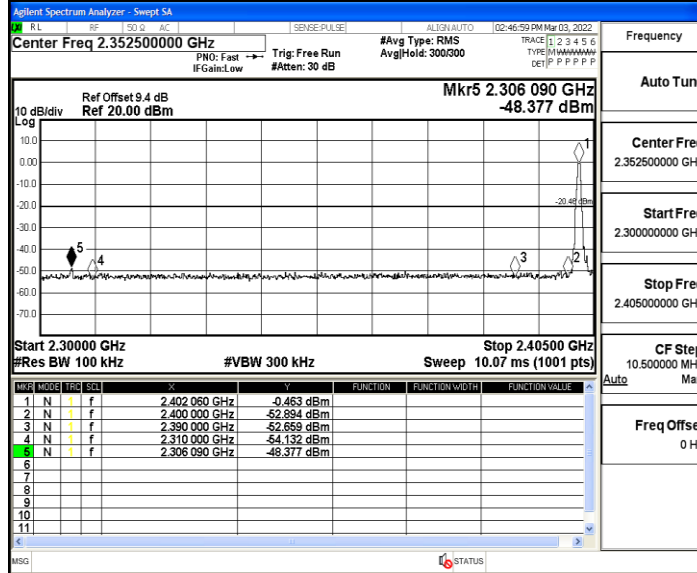 Agilent Spectrum Analyzer - Swept SA
RL RF 50 Ω AC SENSE:PULSE ALIGN AUTO 02:46:59 PM Mar 03, 2022
Center Freq 2.352500000 GHz
PNO: Fast
IFGain:Low
Trig: Free Run
#Atten: 30 dB
#Avg Type: RMS
Avg|Hold: 300/300
TRACE 1 2 3 4 5 6
TYPE MWWWWW
DET P P P P P P
Frequency
Auto Tun
Center Fre
2.352500000 GH
Start Fre
2.300000000 GH
Stop Fre
2.405000000 GH
CF Ste
10.500000 MH
Auto Ma
Freq Offse
0 H
Mkr5 2.306 090 GHz
-48.377 dBm
Ref Offset 9.4 dB
10 dB/div Ref 20.00 dBm
Log
10.0
0.00
-10.0
-20.0
-30.0
-40.0
-50.0
-60.0
-70.0
1
-20.46 dBm
5
4
3
2
Start 2.30000 GHz Stop 2.40500 GHz
#Res BW 100 kHz #VBW 300 kHz Sweep 10.07 ms (1001 pts)
MKR MODE TRC SCL X Y FUNCTION FUNCTION WIDTH FUNCTION VALUE
1 N 1 f 2.402 060 GHz -0.463 dBm
2 N 1 f 2.400 000 GHz -52.894 dBm
3 N 1 f 2.390 000 GHz -52.659 dBm
4 N 1 f 2.310 000 GHz -54.132 dBm
5 N 1 f 2.306 090 GHz -48.377 dBm
6
7
8
9
10
11
MSG STATUS